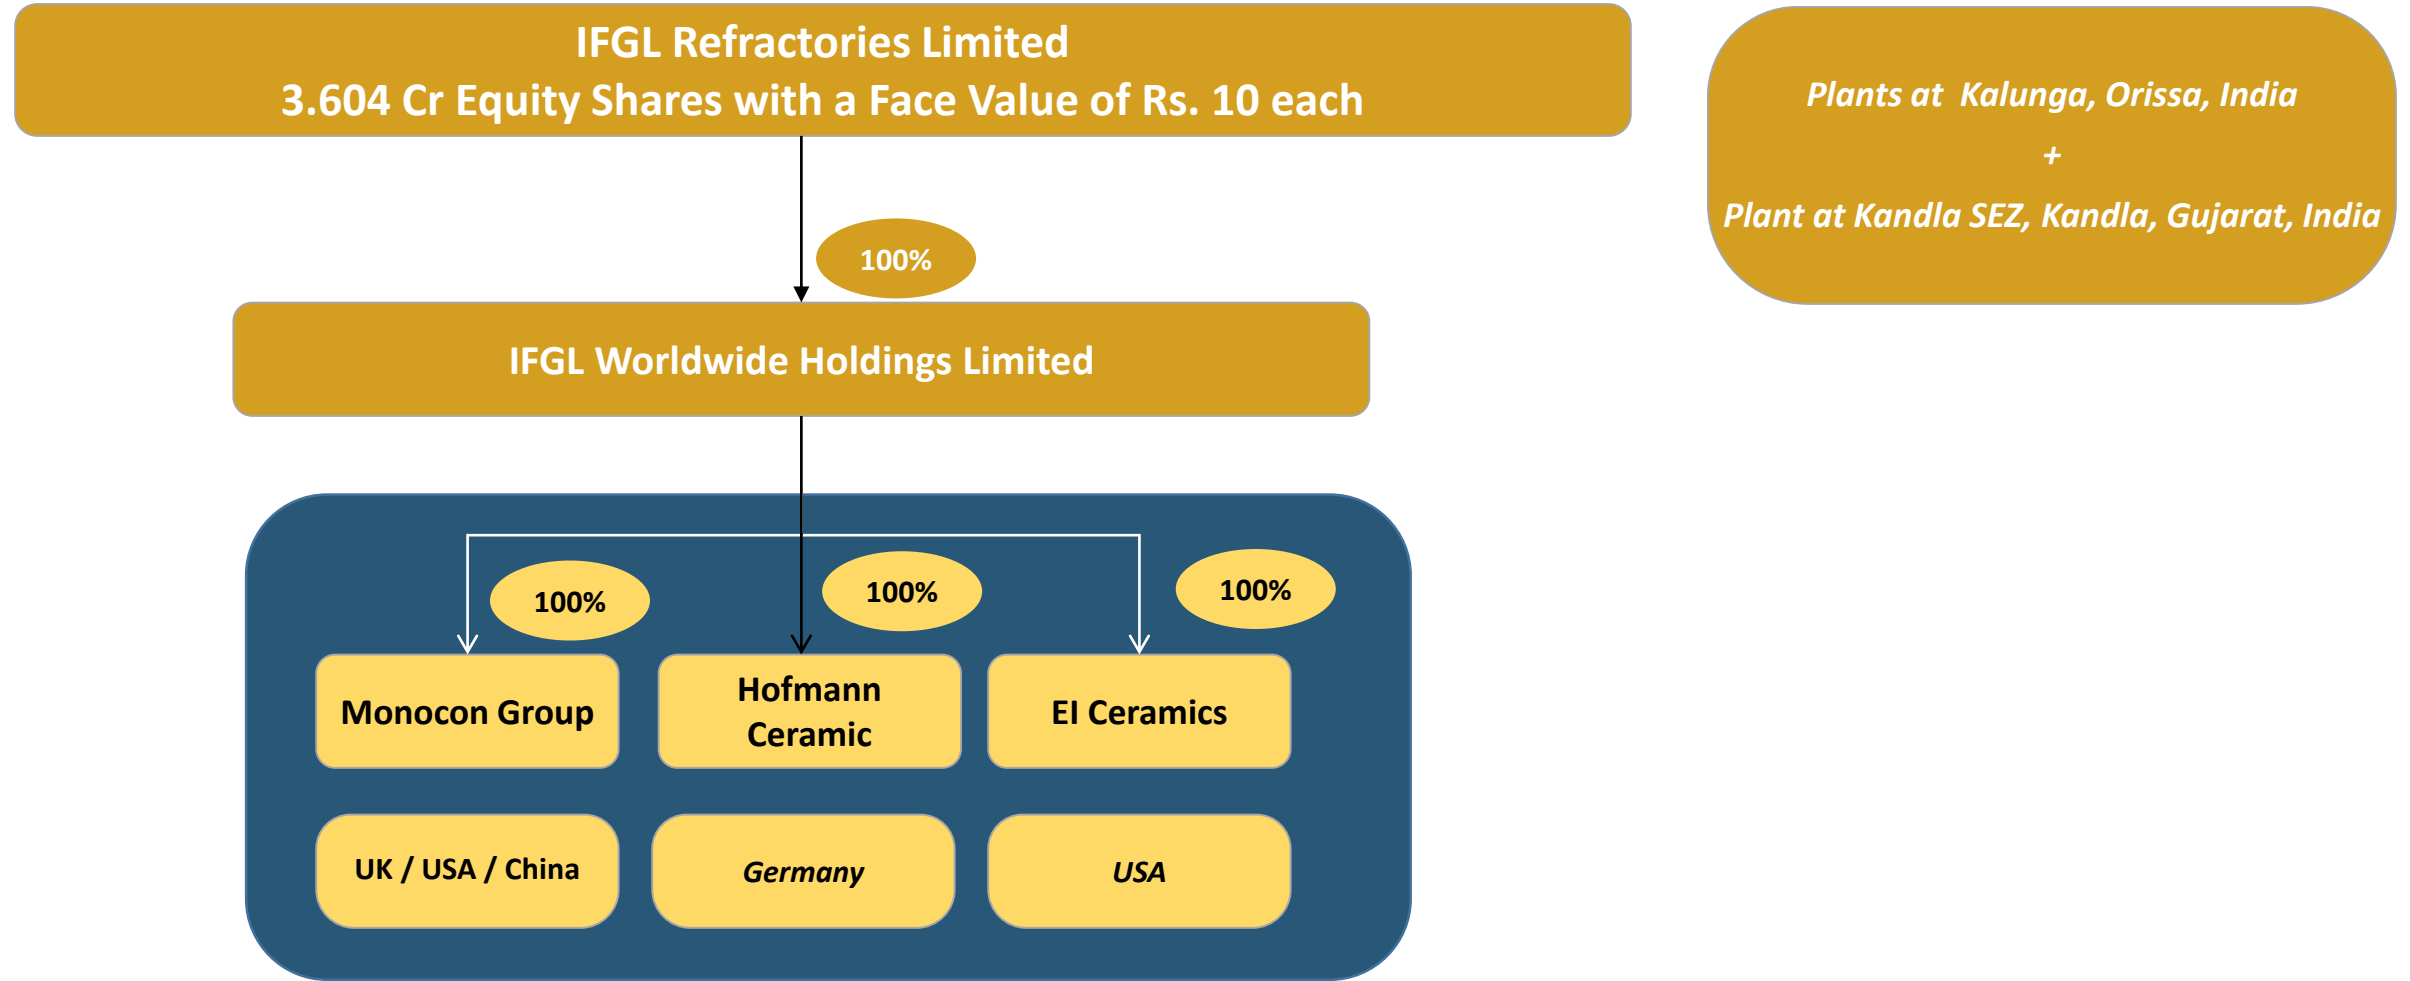 IFGL Refractories Limited
3.604 Cr Equity Shares with a Face Value of Rs. 10 each
Plants at Kalunga, Orissa, India
+
Plant at Kandla SEZ, Kandla, Gujarat, India
100%
IFGL Worldwide Holdings Limited
100%
100%
100%
Monocon Group
Hofmann
Ceramic
EI Ceramics
UK / USA / China
Germany
USA